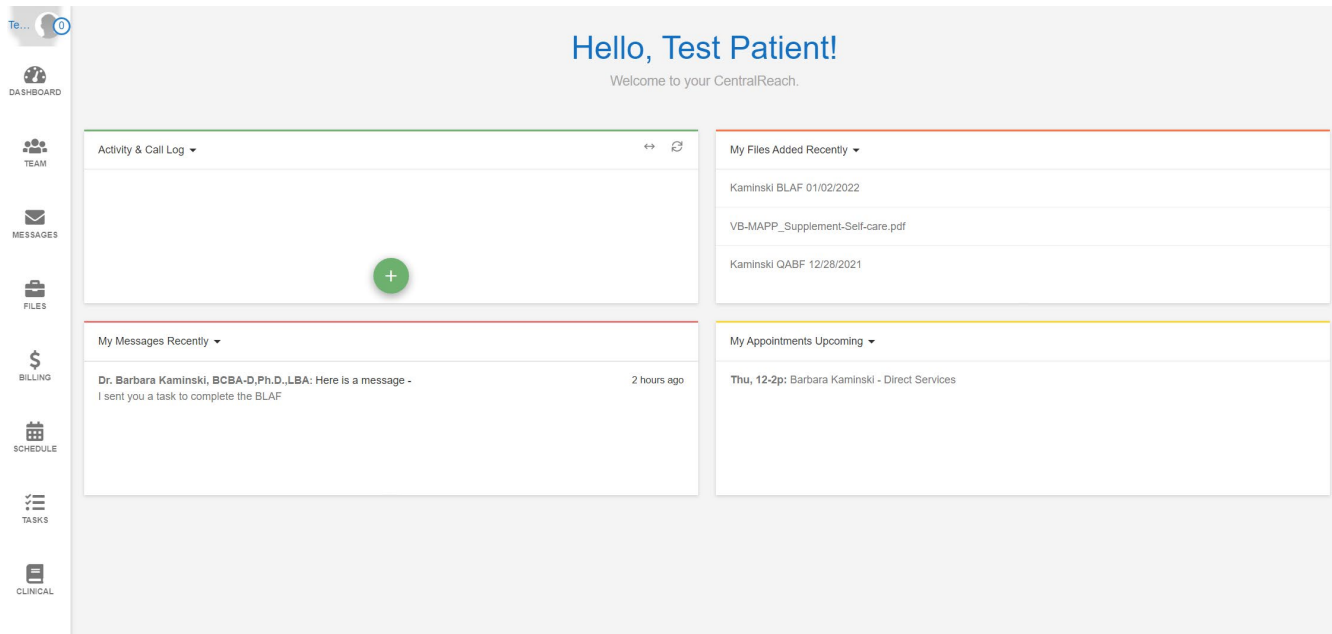 Te... 0
DASHBOARD
TEAM
MESSAGES
FILES
$
BILLING
SCHEDULE
TASKS
CLINICAL
Hello, Test Patient!
Welcome to your CentralReach.
Activity & Call Log
+
My Files Added Recently
Kaminski BLAF 01/02/2022
VB-MAPP_Supplement-Self-care.pdf
Kaminski QABF 12/28/2021
My Messages Recently
Dr. Barbara Kaminski, BCBA-D,Ph.D.,LBA: Here is a message - 2 hours ago
I sent you a task to complete the BLAF
My Appointments Upcoming
Thu, 12-2p: Barbara Kaminski - Direct Services